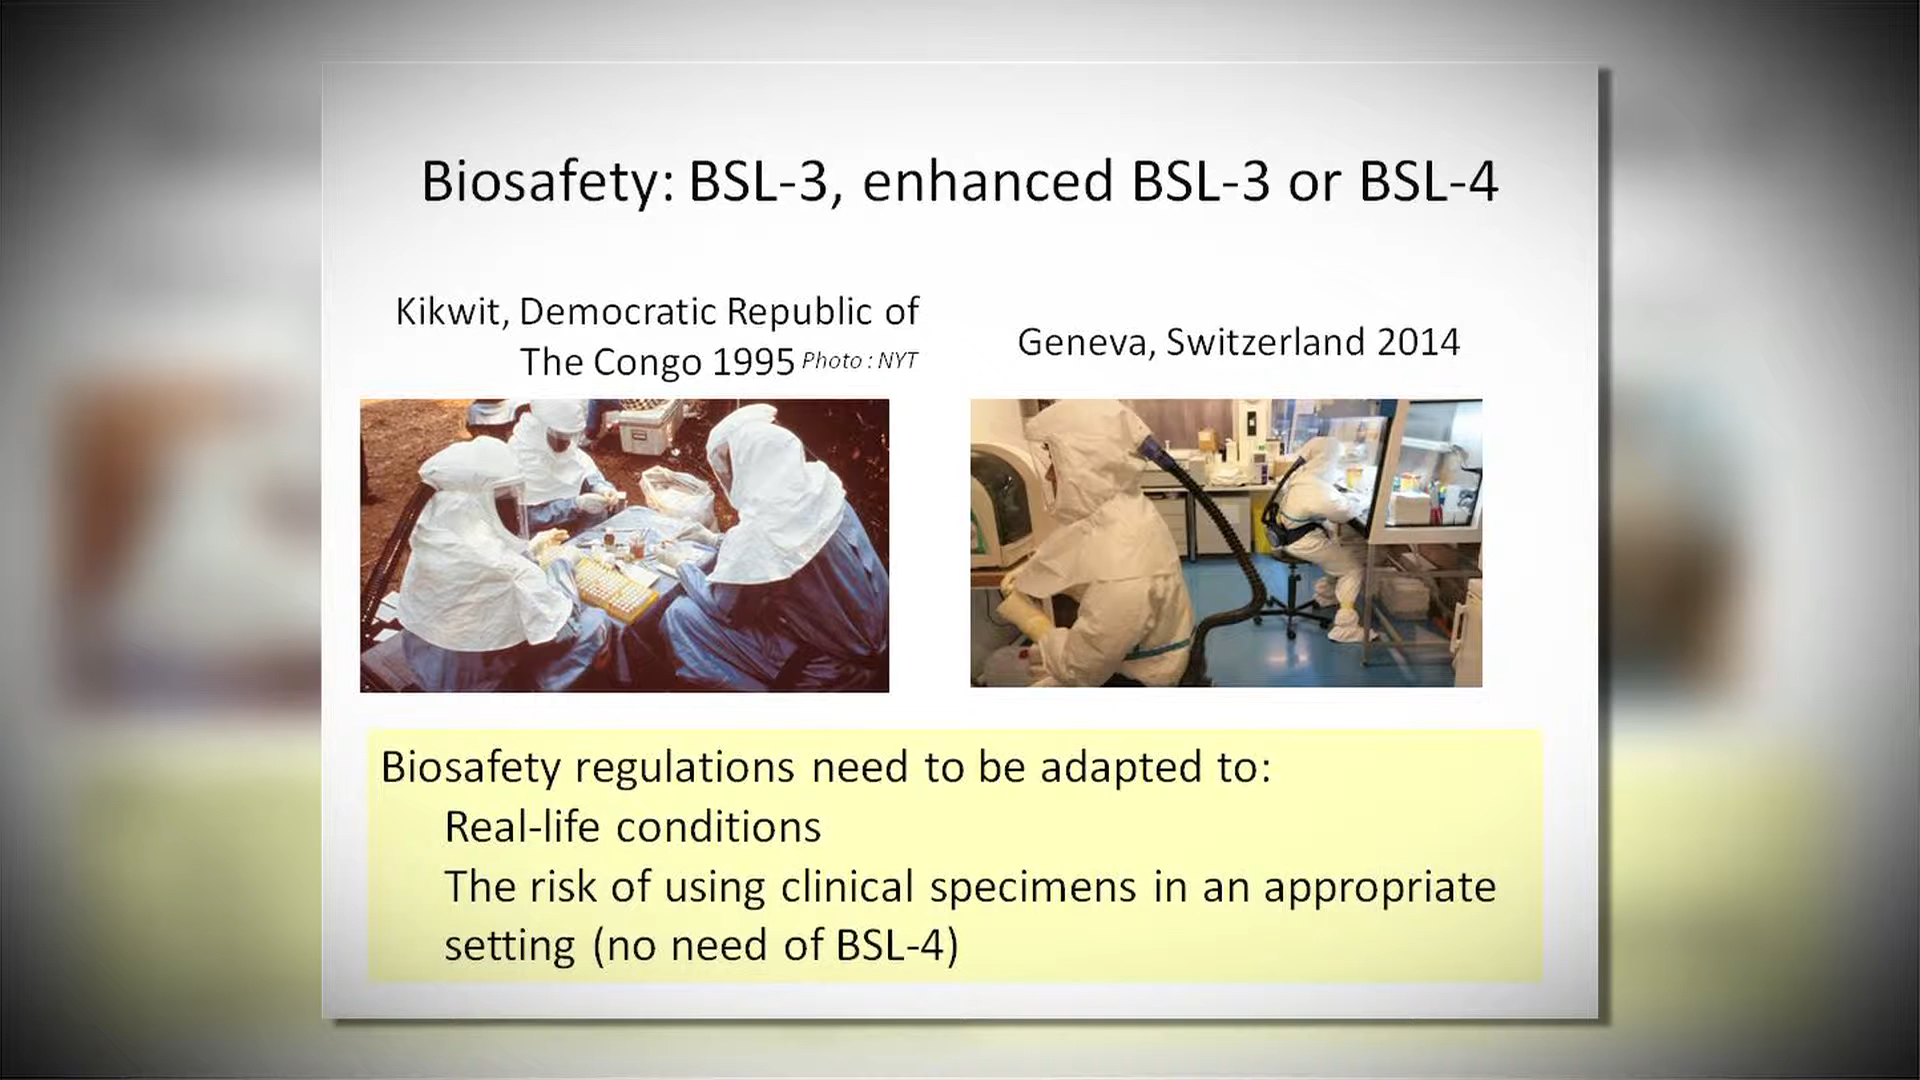 Biosafety: BSL-3, enhanced BSL-3 or BSL-4
Kikwit, Democratic Republic of
The Congo 1995 Photo : NYT
Geneva, Switzerland 2014
Biosafety regulations need to be adapted to:
Real-life conditions
The risk of using clinical specimens in an appropriate
setting (no need of BSL-4)